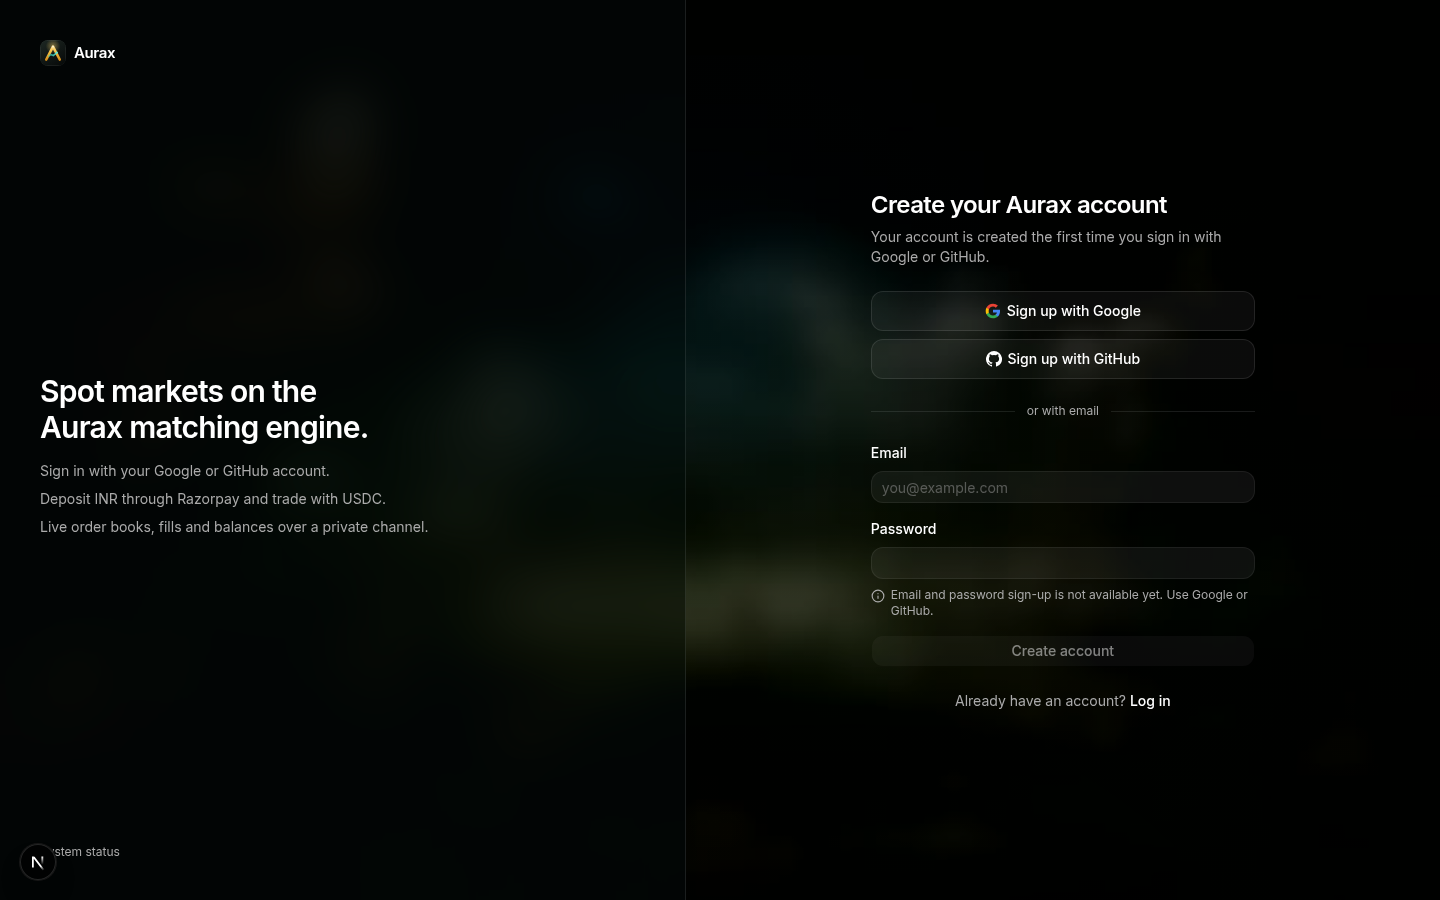 Aurax
Spot markets on the
Aurax matching engine.
Sign in with your Google or GitHub account.
Deposit INR through Razorpay and trade with USDC.
Live order books, fills and balances over a private channel.
stem status
Create your Aurax account
Your account is created the first time you sign in with
Google or GitHub.
Sign up with Google
Sign up with GitHub
or with email
Email
you@example.com
Password
Email and password sign-up is not available yet. Use Google or
GitHub.
Create account
Already have an account? Log in